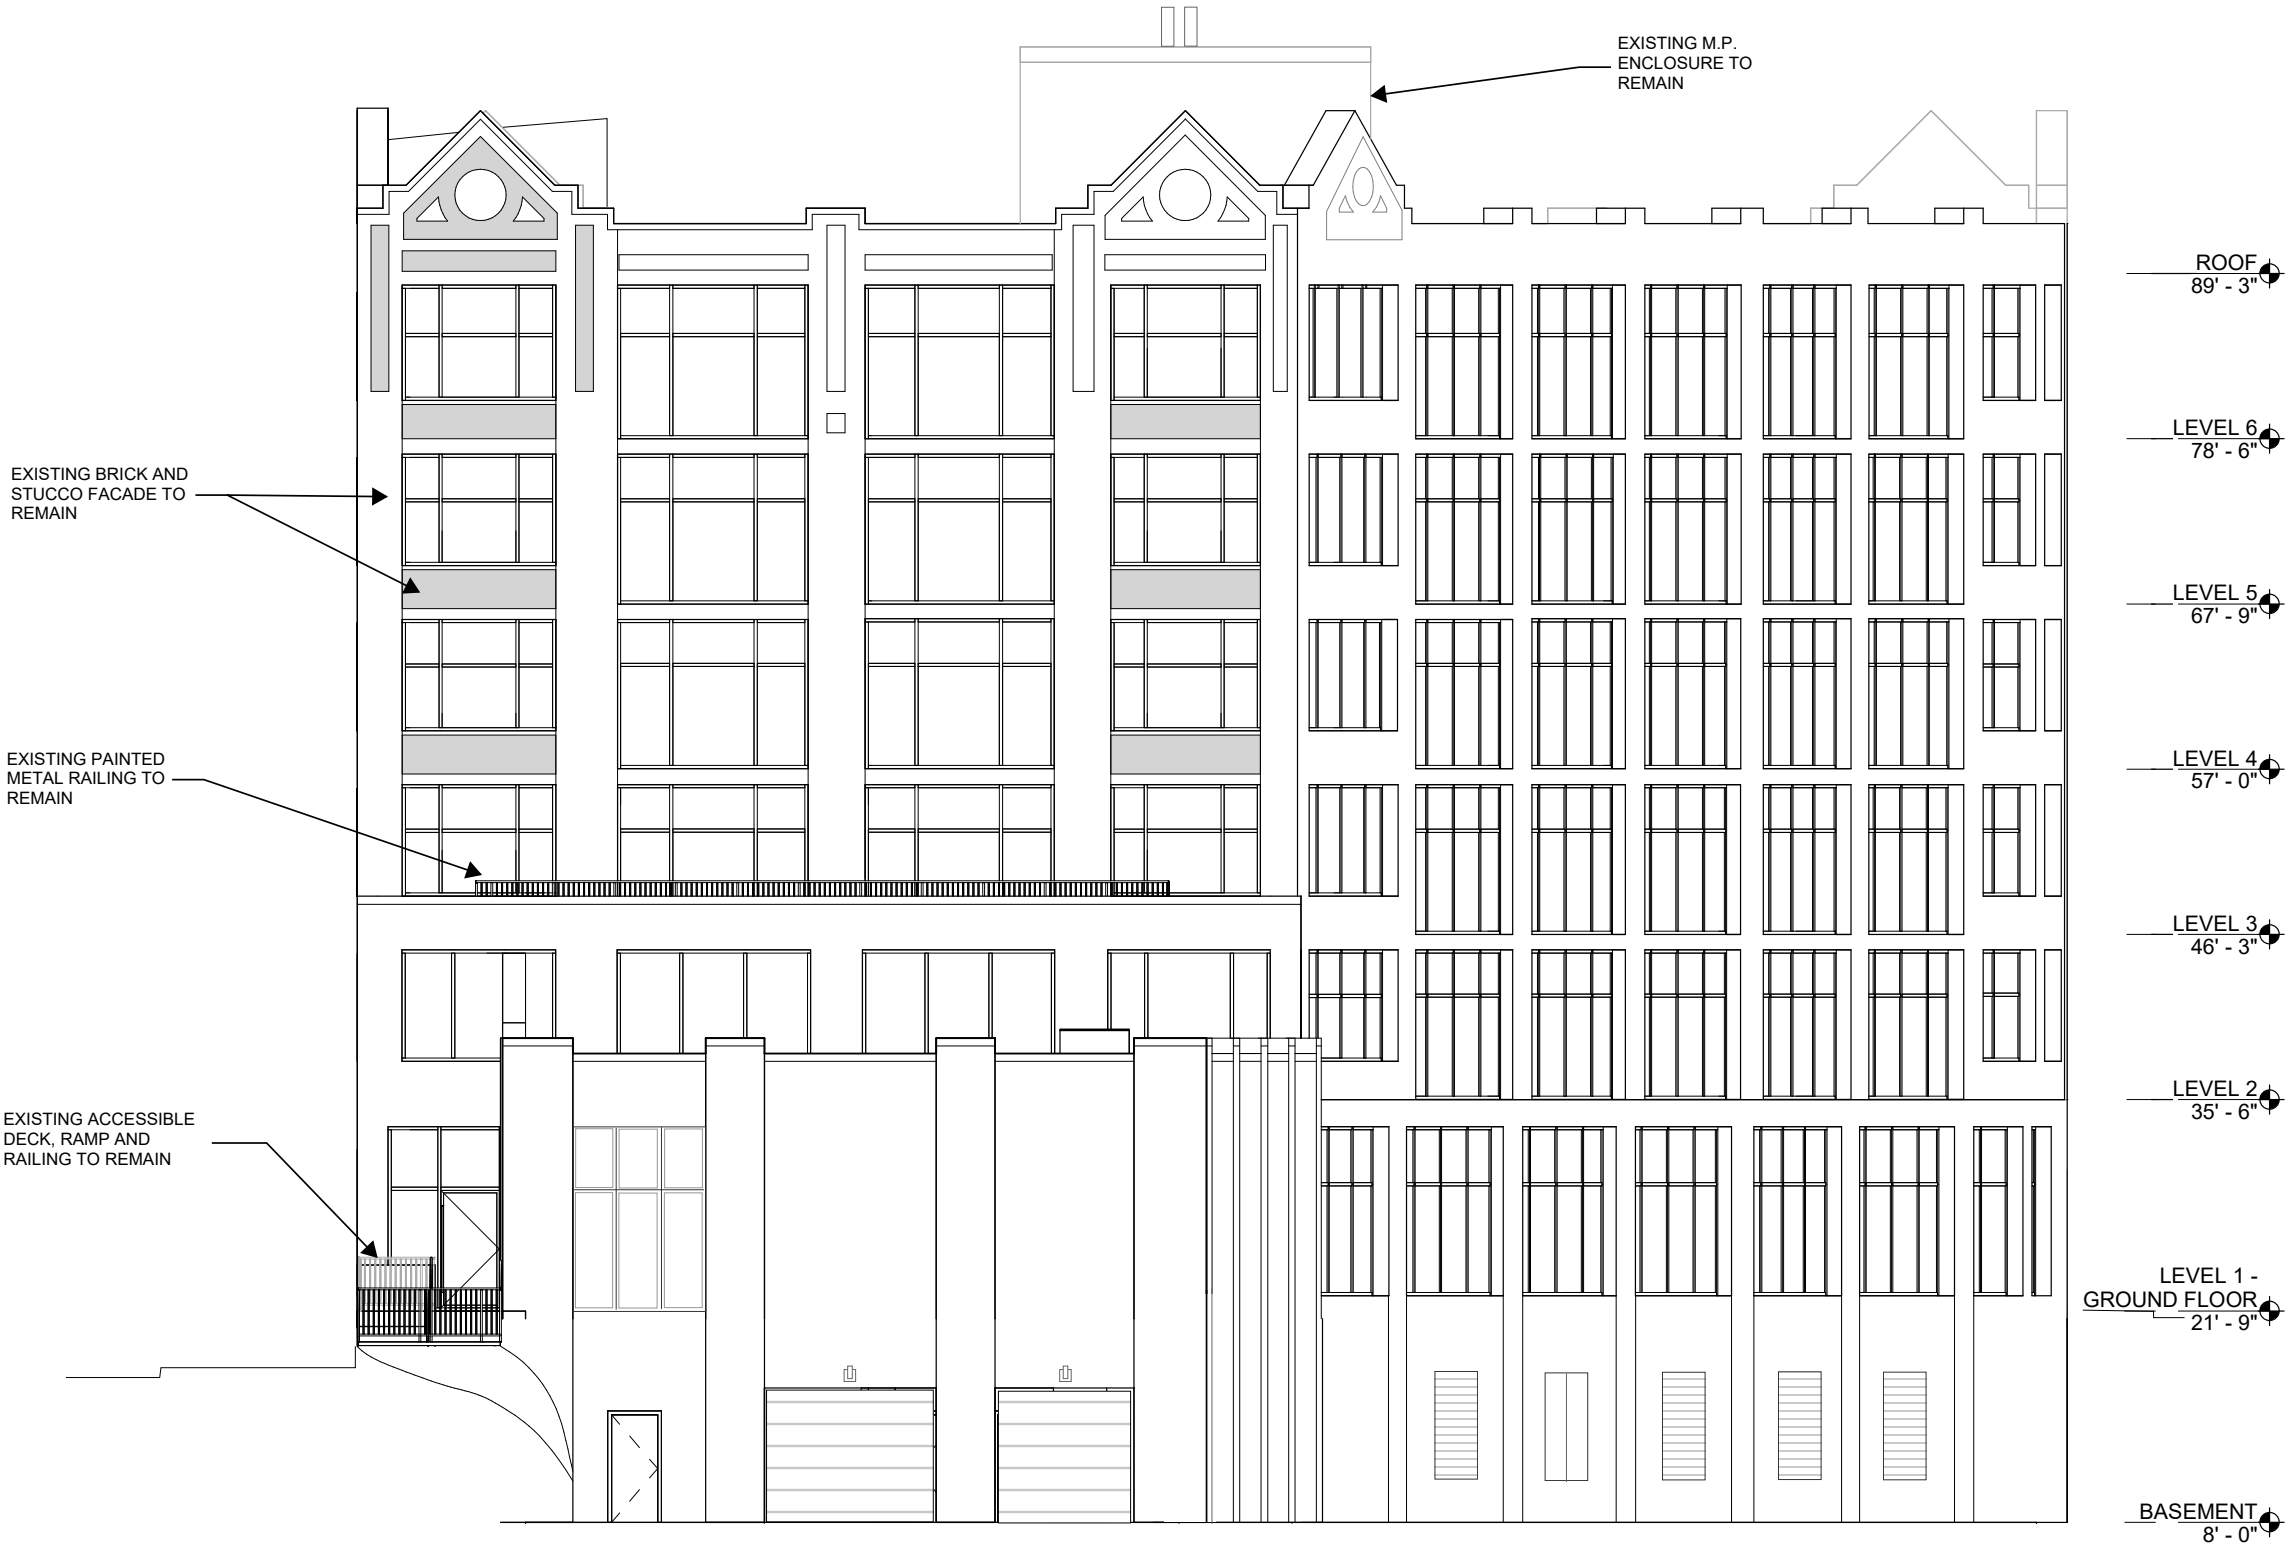 EXISTING M.P.
ENCLOSURE TO
REMAIN
ROOF
89' - 3"
LEVEL 6
78' - 6"
EXISTING BRICK AND
STUCCO FACADE TO
REMAIN
LEVEL 5
67' - 9"
EXISTING PAINTED
METAL RAILING TO
REMAIN
LEVEL 4
57' - 0"
LEVEL 3
46' - 3"
LEVEL 2
35' - 6"
EXISTING ACCESSIBLE
DECK, RAMP AND
RAILING TO REMAIN
LEVEL 1 -
GROUND FLOOR
21' - 9"
BASEMENT
8' - 0"